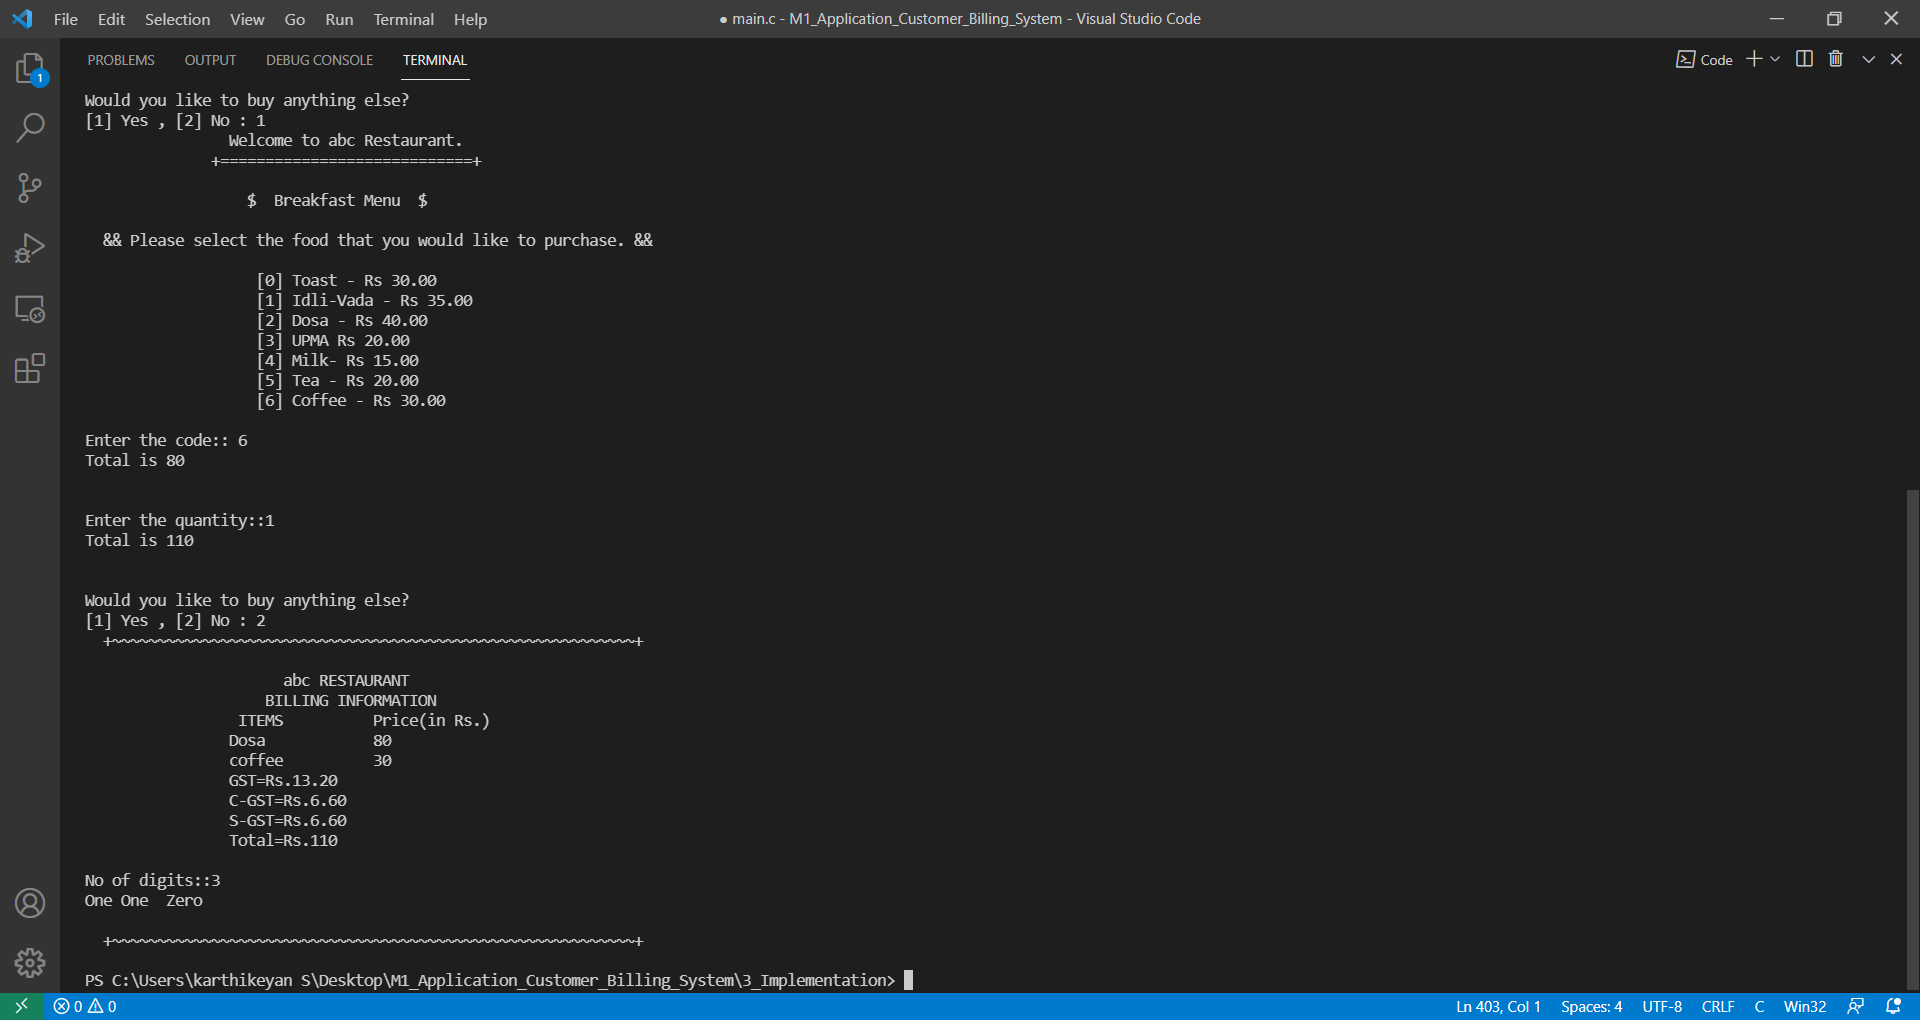 File Edit Selection View Go Run Terminal Help ● main.c - M1_Application_Customer_Billing_System - Visual Studio Code
PROBLEMS OUTPUT DEBUG CONSOLE TERMINAL Code
1
Would you like to buy anything else?
[1] Yes , [2] No : 1
Welcome to abc Restaurant.
+============================+
$  Breakfast Menu  $
&& Please select the food that you would like to purchase. &&
[0] Toast - Rs 30.00
[1] Idli-Vada - Rs 35.00
[2] Dosa - Rs 40.00
[3] UPMA Rs 20.00
[4] Milk- Rs 15.00
[5] Tea - Rs 20.00
[6] Coffee - Rs 30.00
Enter the code:: 6
Total is 80
Enter the quantity::1
Total is 110
Would you like to buy anything else?
[1] Yes , [2] No : 2
+~~~~~~~~~~~~~~~~~~~~~~~~~~~~~~~~~~~~~~~~~~~~~~~~~~~~~~~~~~+
abc RESTAURANT
BILLING INFORMATION
ITEMS          Price(in Rs.)
Dosa            80
coffee          30
GST=Rs.13.20
C-GST=Rs.6.60
S-GST=Rs.6.60
Total=Rs.110
No of digits::3
One One  Zero
+~~~~~~~~~~~~~~~~~~~~~~~~~~~~~~~~~~~~~~~~~~~~~~~~~~~~~~~~~~+
PS C:\Users\karthikeyan S\Desktop\M1_Application_Customer_Billing_System\3_Implementation>
0 0 Ln 403, Col 1 Spaces: 4 UTF-8 CRLF C Win32